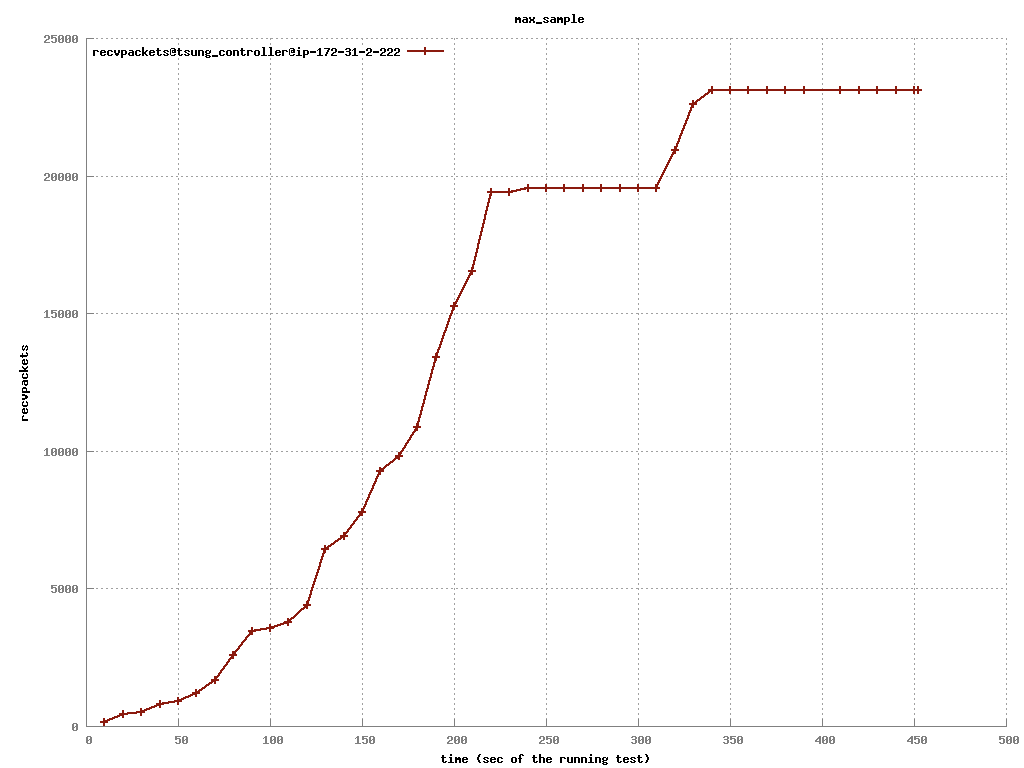 max_sample
25000
recvpackets@tsung_controller@ip-172-31-2-222
20000
15000
recvpackets
10000
5000
0
0 50 100 150 200 250 300 350 400 450 500
time (sec of the running test)